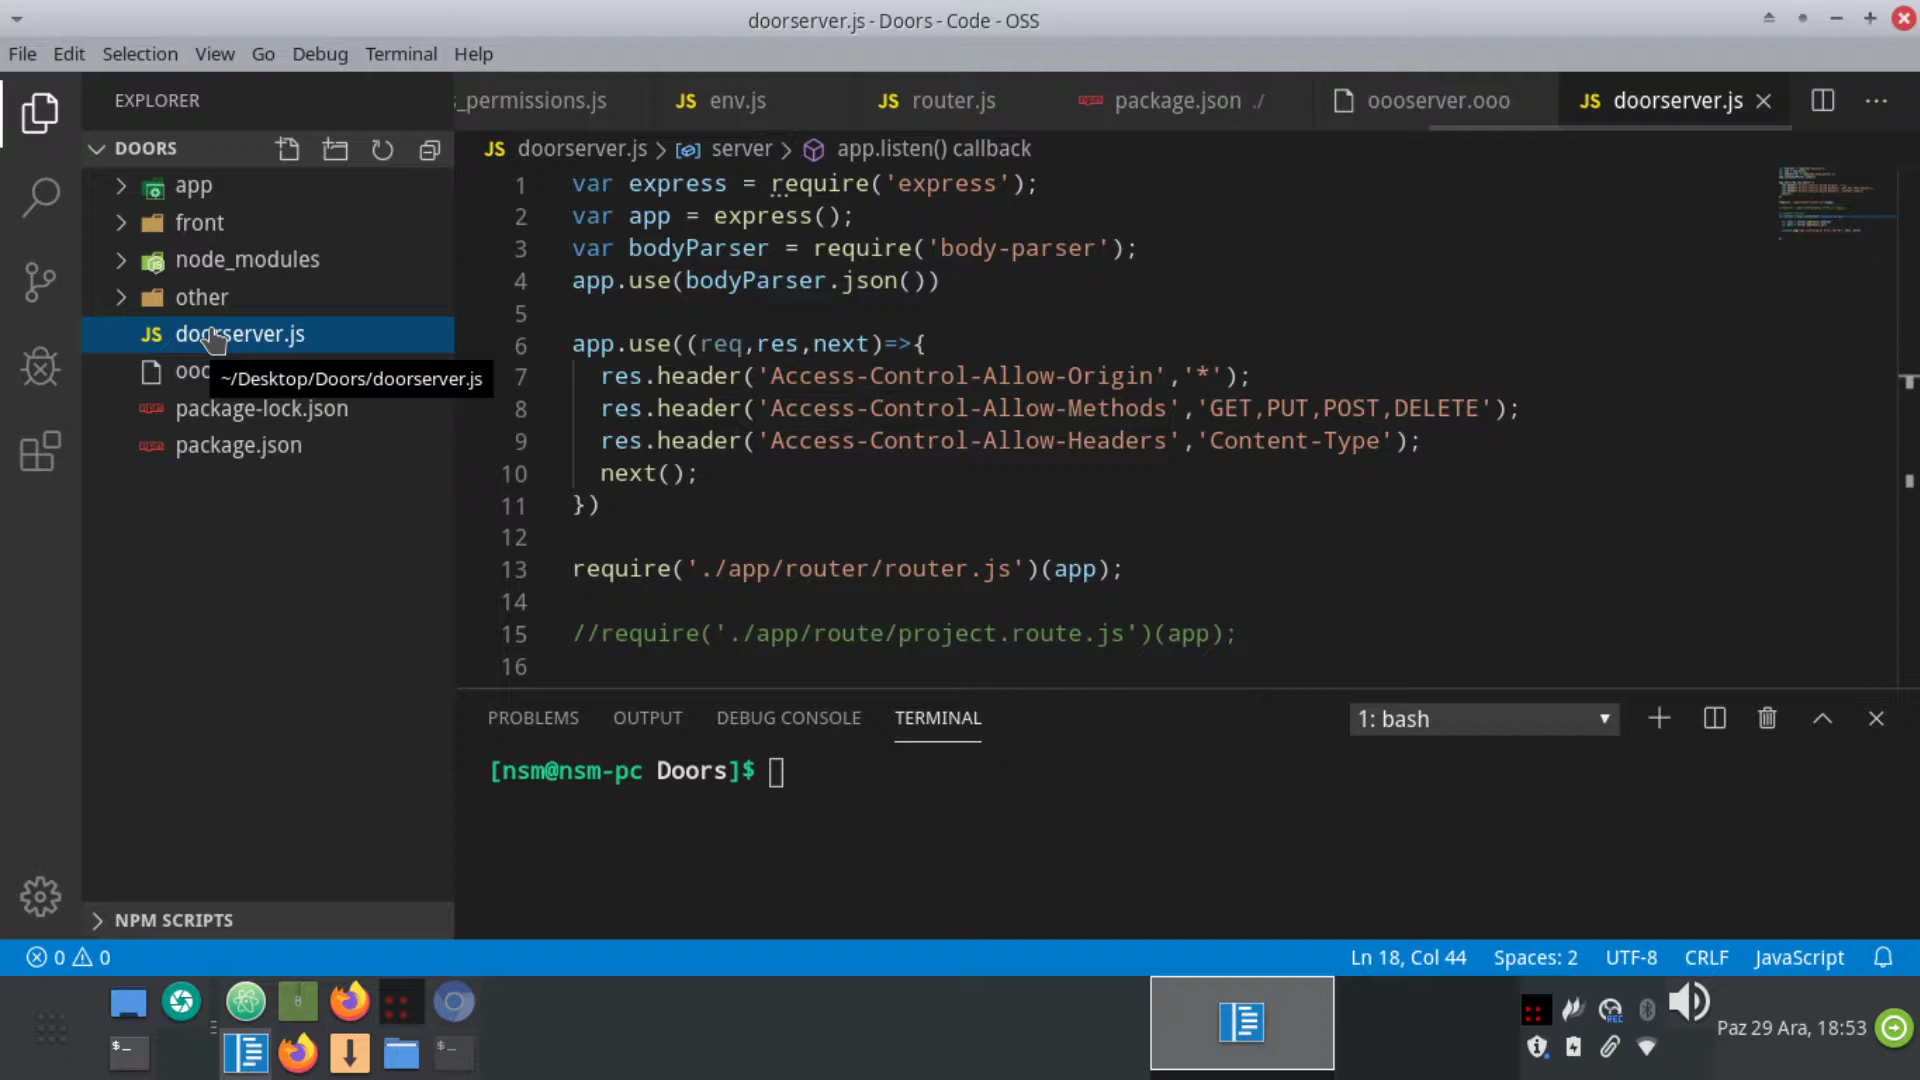 doorserver.js - Doors - Code - OSS
File Edit Selection View Go Debug Terminal Help
EXPLORER
_permissions.js
JS env.js
JS router.js
package.json ./
oooserver.ooo
JS doorserver.js
DOORS
JS doorserver.js > server > app.listen() callback
app
front
node_modules
other
JS doorserver.js
~/Desktop/Doors/doorserver.js
package-lock.json
package.json
1 var express = require('express');
2 var app = express();
3 var bodyParser = require('body-parser');
4 app.use(bodyParser.json())
5
6 app.use((req,res,next)=>{
7 res.header('Access-Control-Allow-Origin','*');
8 res.header('Access-Control-Allow-Methods','GET,PUT,POST,DELETE');
9 res.header('Access-Control-Allow-Headers','Content-Type');
10 next();
11 })
12
13 require('./app/router/router.js')(app);
14
15 //require('./app/route/project.route.js')(app);
16
PROBLEMS OUTPUT DEBUG CONSOLE TERMINAL
1: bash
[nsm@nsm-pc Doors]$
NPM SCRIPTS
0 0
Ln 18, Col 44 Spaces: 2 UTF-8 CRLF JavaScript
REC
Paz 29 Ara, 18:53